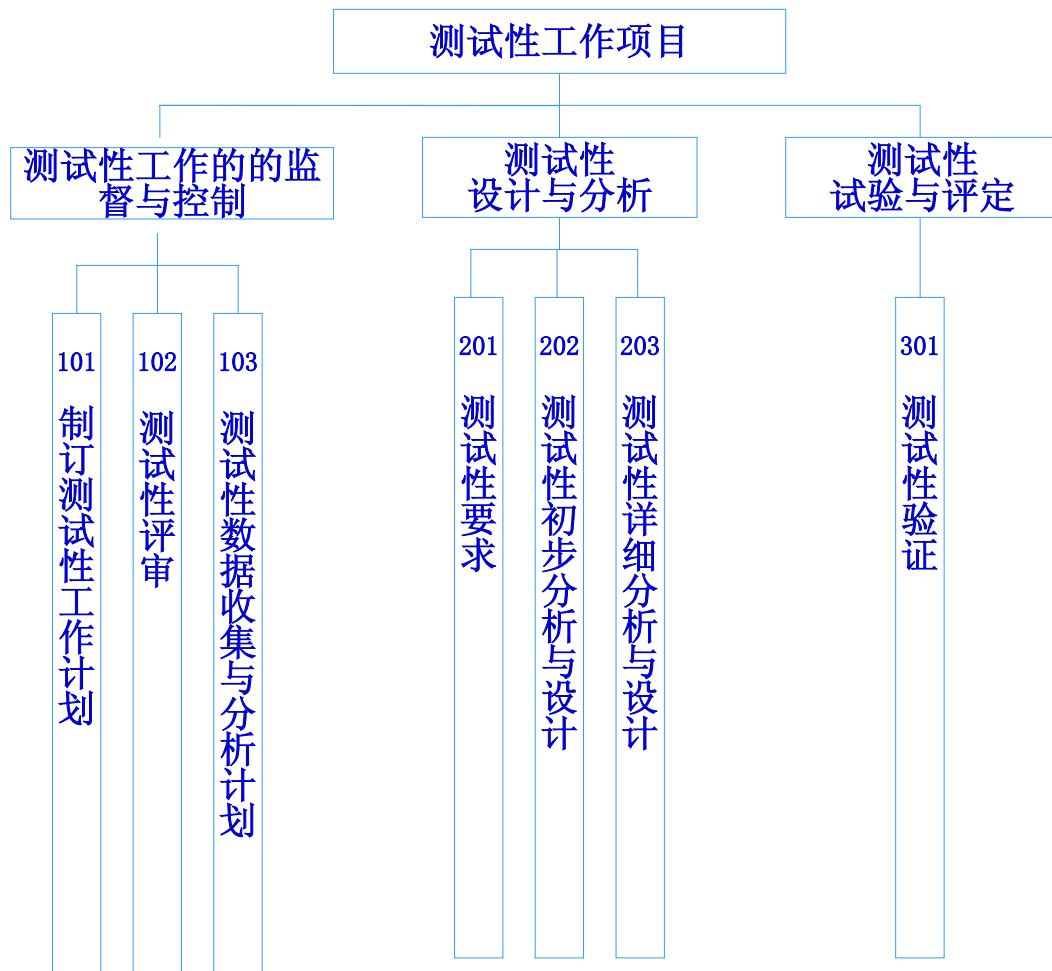 测试性工作项目
测试性工作的的监
督与控制
测试性
设计与分析
测试性
试验与评定
101
制订测试性工作计划
102
测试性评审
103
测试性数据收集与分析计划
201
测试性要求
202
测试性初步分析与设计
203
测试性详细分析与设计
301
测试性验证